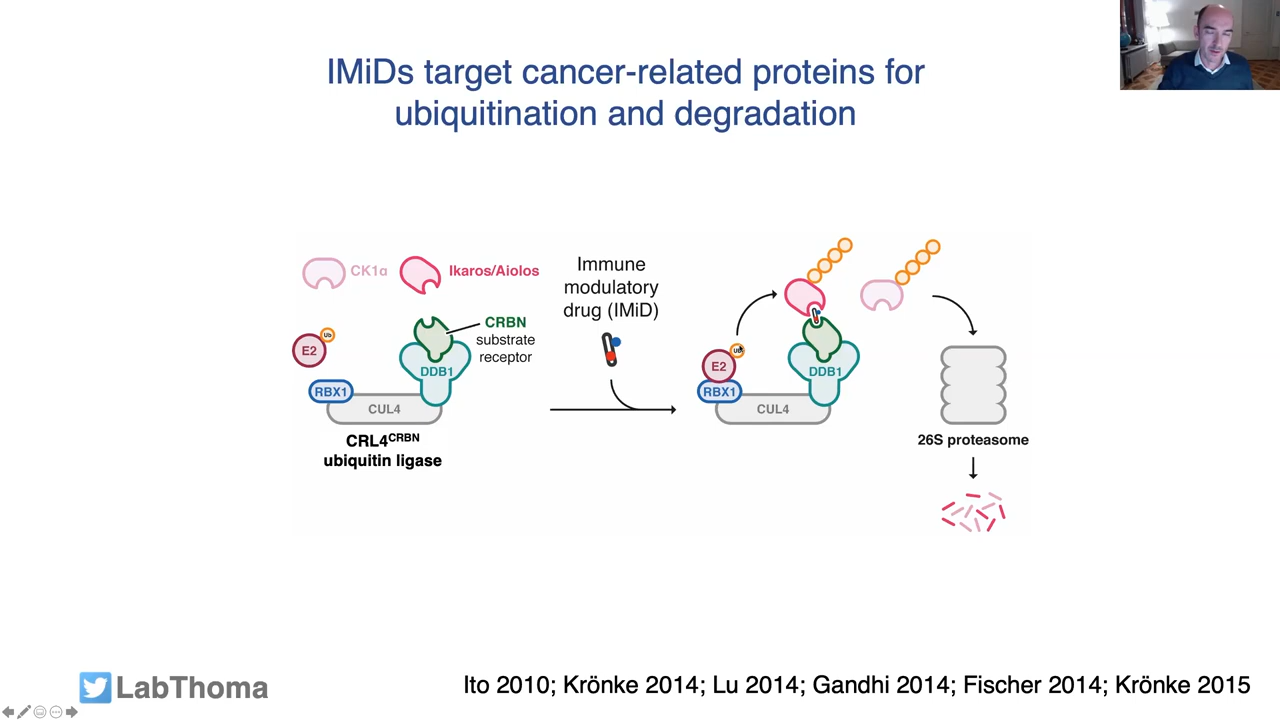 IMiDs target cancer-related proteins for
ubiquitination and degradation
CK1α
Ikaros/Aiolos
Immune
modulatory
drug (IMiD)
CRBN
substrate
receptor
Ub
E2
DDB1
RBX1
CUL4
CRL4CRBN
ubiquitin ligase
Ub
E2
DDB1
RBX1
CUL4
26S proteasome
LabThoma
Ito 2010; Krönke 2014; Lu 2014; Gandhi 2014; Fischer 2014; Krönke 2015